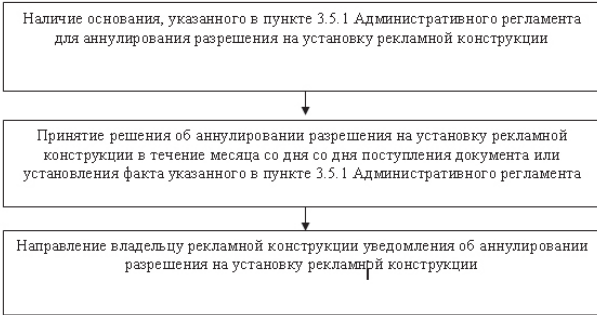 Наличие основания, указанного в пункте 3.5.1 Административного регламента
для аннулирования разрешения на установку рекламной конструкции
Принятие решения об аннулировании разрешения на установку рекламной
конструкции в течение месяца со дня со дня поступления документа или
установления факта указанного в пункте 3.5.1 Административного регламента
Направление владельцу рекламной конструкции уведомления об аннулировании
разрешения на установку рекламной конструкции